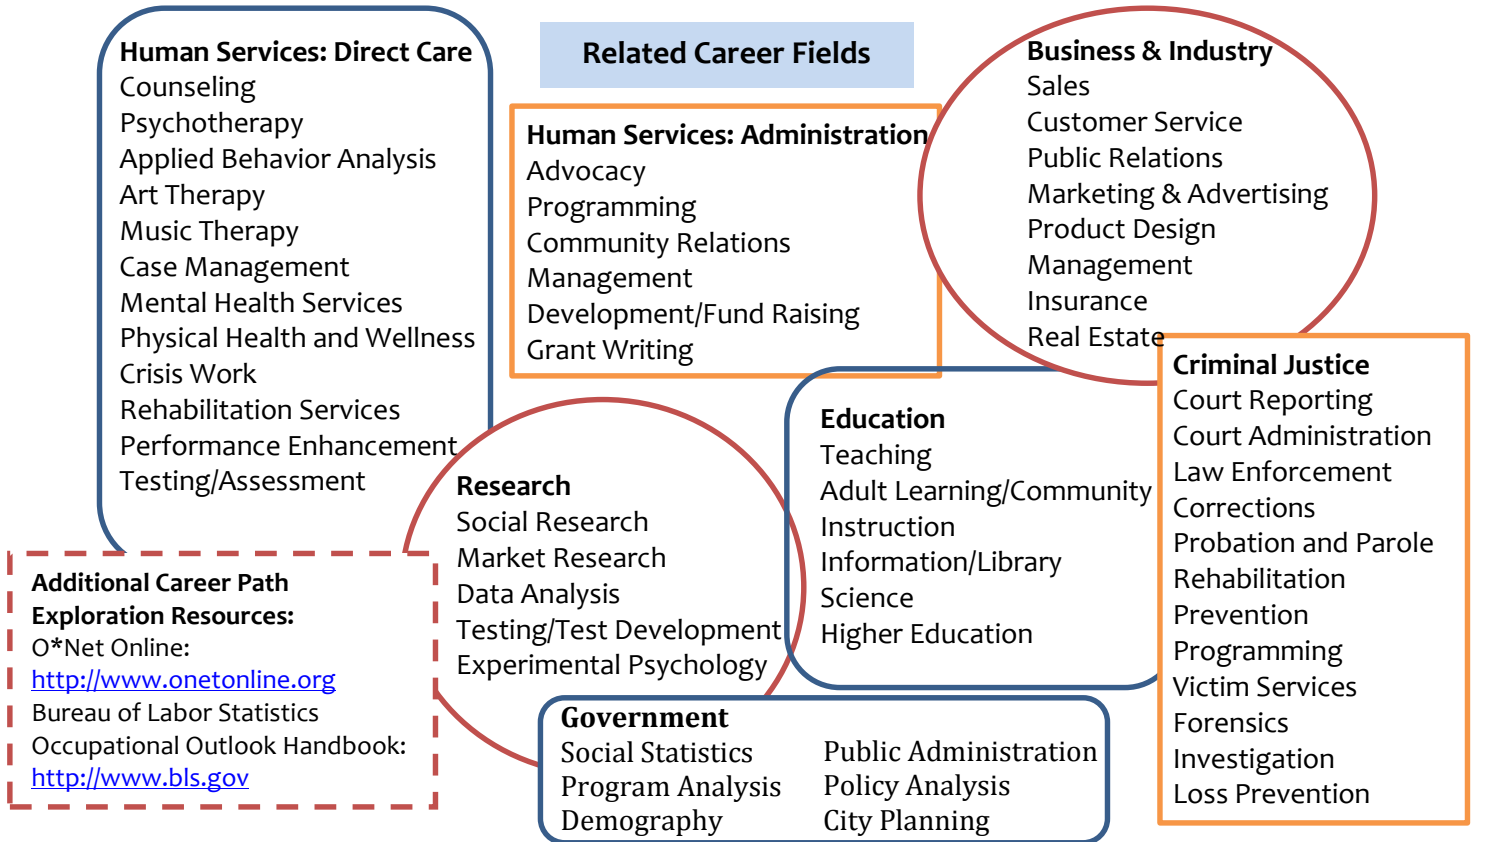 Related Career Fields
Human Services: Direct Care
Counseling
Psychotherapy
Applied Behavior Analysis
Art Therapy
Music Therapy
Case Management
Mental Health Services
Physical Health and Wellness
Crisis Work
Rehabilitation Services
Performance Enhancement
Testing/Assessment
Human Services: Administration
Advocacy
Programming
Community Relations
Management
Development/Fund Raising
Grant Writing
Business & Industry
Sales
Customer Service
Public Relations
Marketing & Advertising
Product Design
Management
Insurance
Real Estate
Research
Social Research
Market Research
Data Analysis
Testing/Test Development
Experimental Psychology
Education
Teaching
Adult Learning/Community
Instruction
Information/Library
Science
Higher Education
Criminal Justice
Court Reporting
Court Administration
Law Enforcement
Corrections
Probation and Parole
Rehabilitation
Prevention
Programming
Victim Services
Forensics
Investigation
Loss Prevention
Additional Career Path
Exploration Resources:
O*Net Online:
http://www.onetonline.org
Bureau of Labor Statistics
Occupational Outlook Handbook:
http://www.bls.gov
Government
Social Statistics
Program Analysis
Demography
Public Administration
Policy Analysis
City Planning